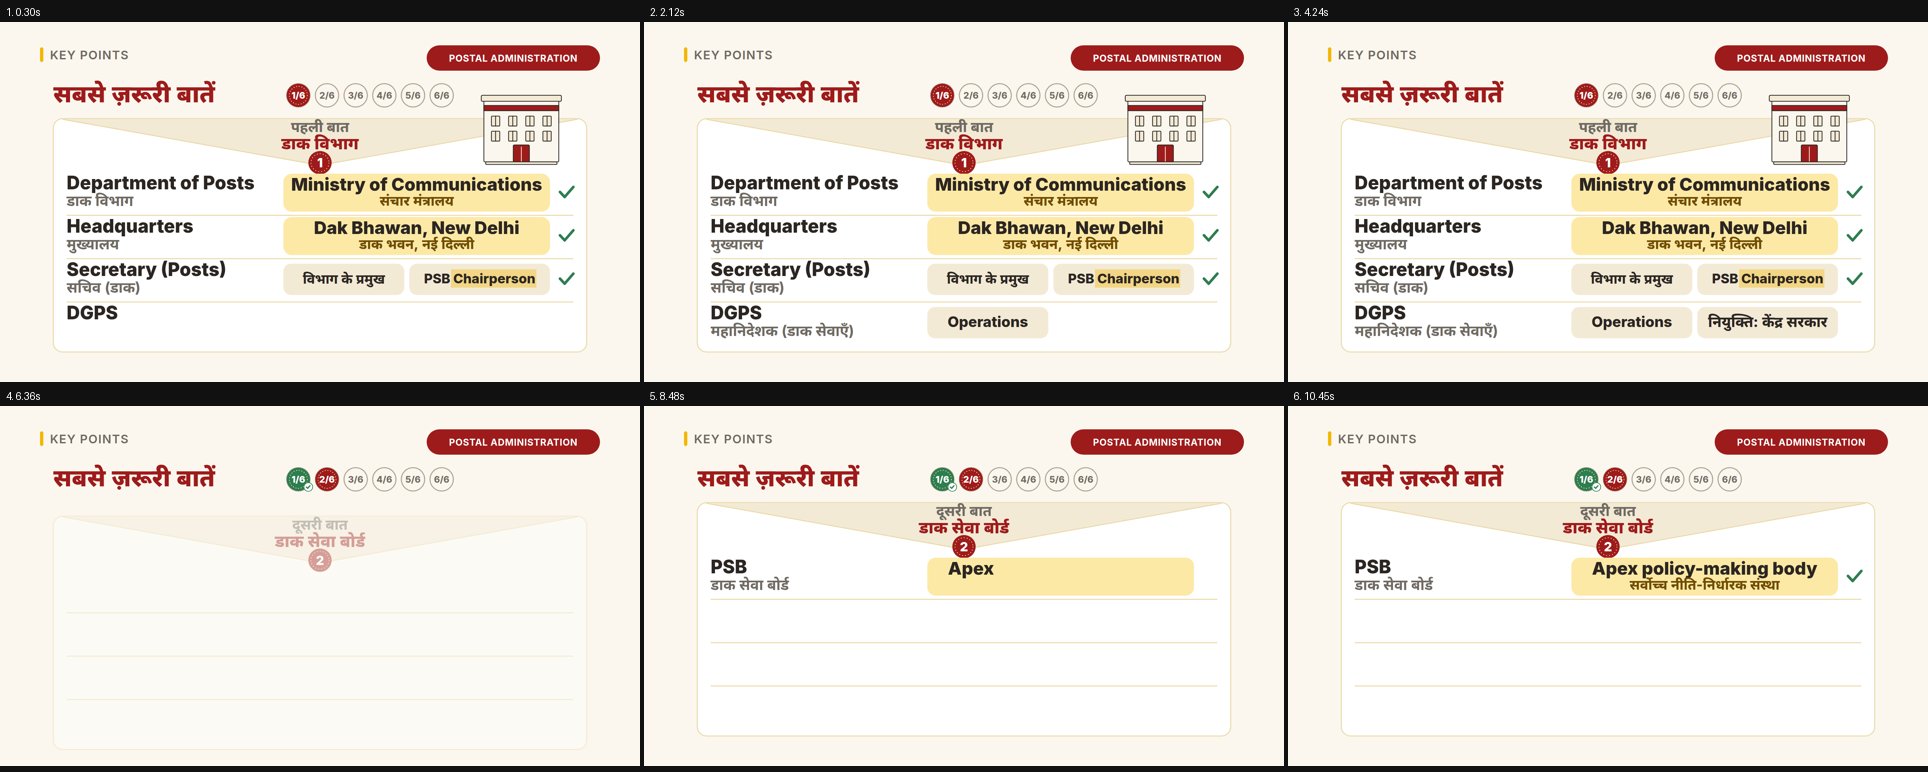 1. 0.30s
KEY POINTS
POSTAL ADMINISTRATION
सबसे ज़रूरी बातें
1/6 2/6 3/6 4/6 5/6 6/6
पहली बात
डाक विभाग
1
Department of Posts
डाक विभाग
Ministry of Communications
संचार मंत्रालय
Headquarters
मुख्यालय
Dak Bhawan, New Delhi
डाक भवन, नई दिल्ली
Secretary (Posts)
सचिव (डाक)
विभाग के प्रमुख
PSB Chairperson
DGPS
2. 2.12s
KEY POINTS
POSTAL ADMINISTRATION
सबसे ज़रूरी बातें
1/6 2/6 3/6 4/6 5/6 6/6
पहली बात
डाक विभाग
1
Department of Posts
डाक विभाग
Ministry of Communications
संचार मंत्रालय
Headquarters
मुख्यालय
Dak Bhawan, New Delhi
डाक भवन, नई दिल्ली
Secretary (Posts)
सचिव (डाक)
विभाग के प्रमुख
PSB Chairperson
DGPS
महानिदेशक (डाक सेवाएँ)
Operations
3. 4.24s
KEY POINTS
POSTAL ADMINISTRATION
सबसे ज़रूरी बातें
1/6 2/6 3/6 4/6 5/6 6/6
पहली बात
डाक विभाग
1
Department of Posts
डाक विभाग
Ministry of Communications
संचार मंत्रालय
Headquarters
मुख्यालय
Dak Bhawan, New Delhi
डाक भवन, नई दिल्ली
Secretary (Posts)
सचिव (डाक)
विभाग के प्रमुख
PSB Chairperson
DGPS
महानिदेशक (डाक सेवाएँ)
Operations
नियुक्ति: केंद्र सरकार
4. 6.36s
KEY POINTS
POSTAL ADMINISTRATION
सबसे ज़रूरी बातें
1/6 2/6 3/6 4/6 5/6 6/6
दूसरी बात
डाक सेवा बोर्ड
2
5. 8.48s
KEY POINTS
POSTAL ADMINISTRATION
सबसे ज़रूरी बातें
1/6 2/6 3/6 4/6 5/6 6/6
दूसरी बात
डाक सेवा बोर्ड
2
PSB
डाक सेवा बोर्ड
Apex
6. 10.45s
KEY POINTS
POSTAL ADMINISTRATION
सबसे ज़रूरी बातें
1/6 2/6 3/6 4/6 5/6 6/6
दूसरी बात
डाक सेवा बोर्ड
2
PSB
डाक सेवा बोर्ड
Apex policy-making body
सर्वोच्च नीति-निर्धारक संस्था